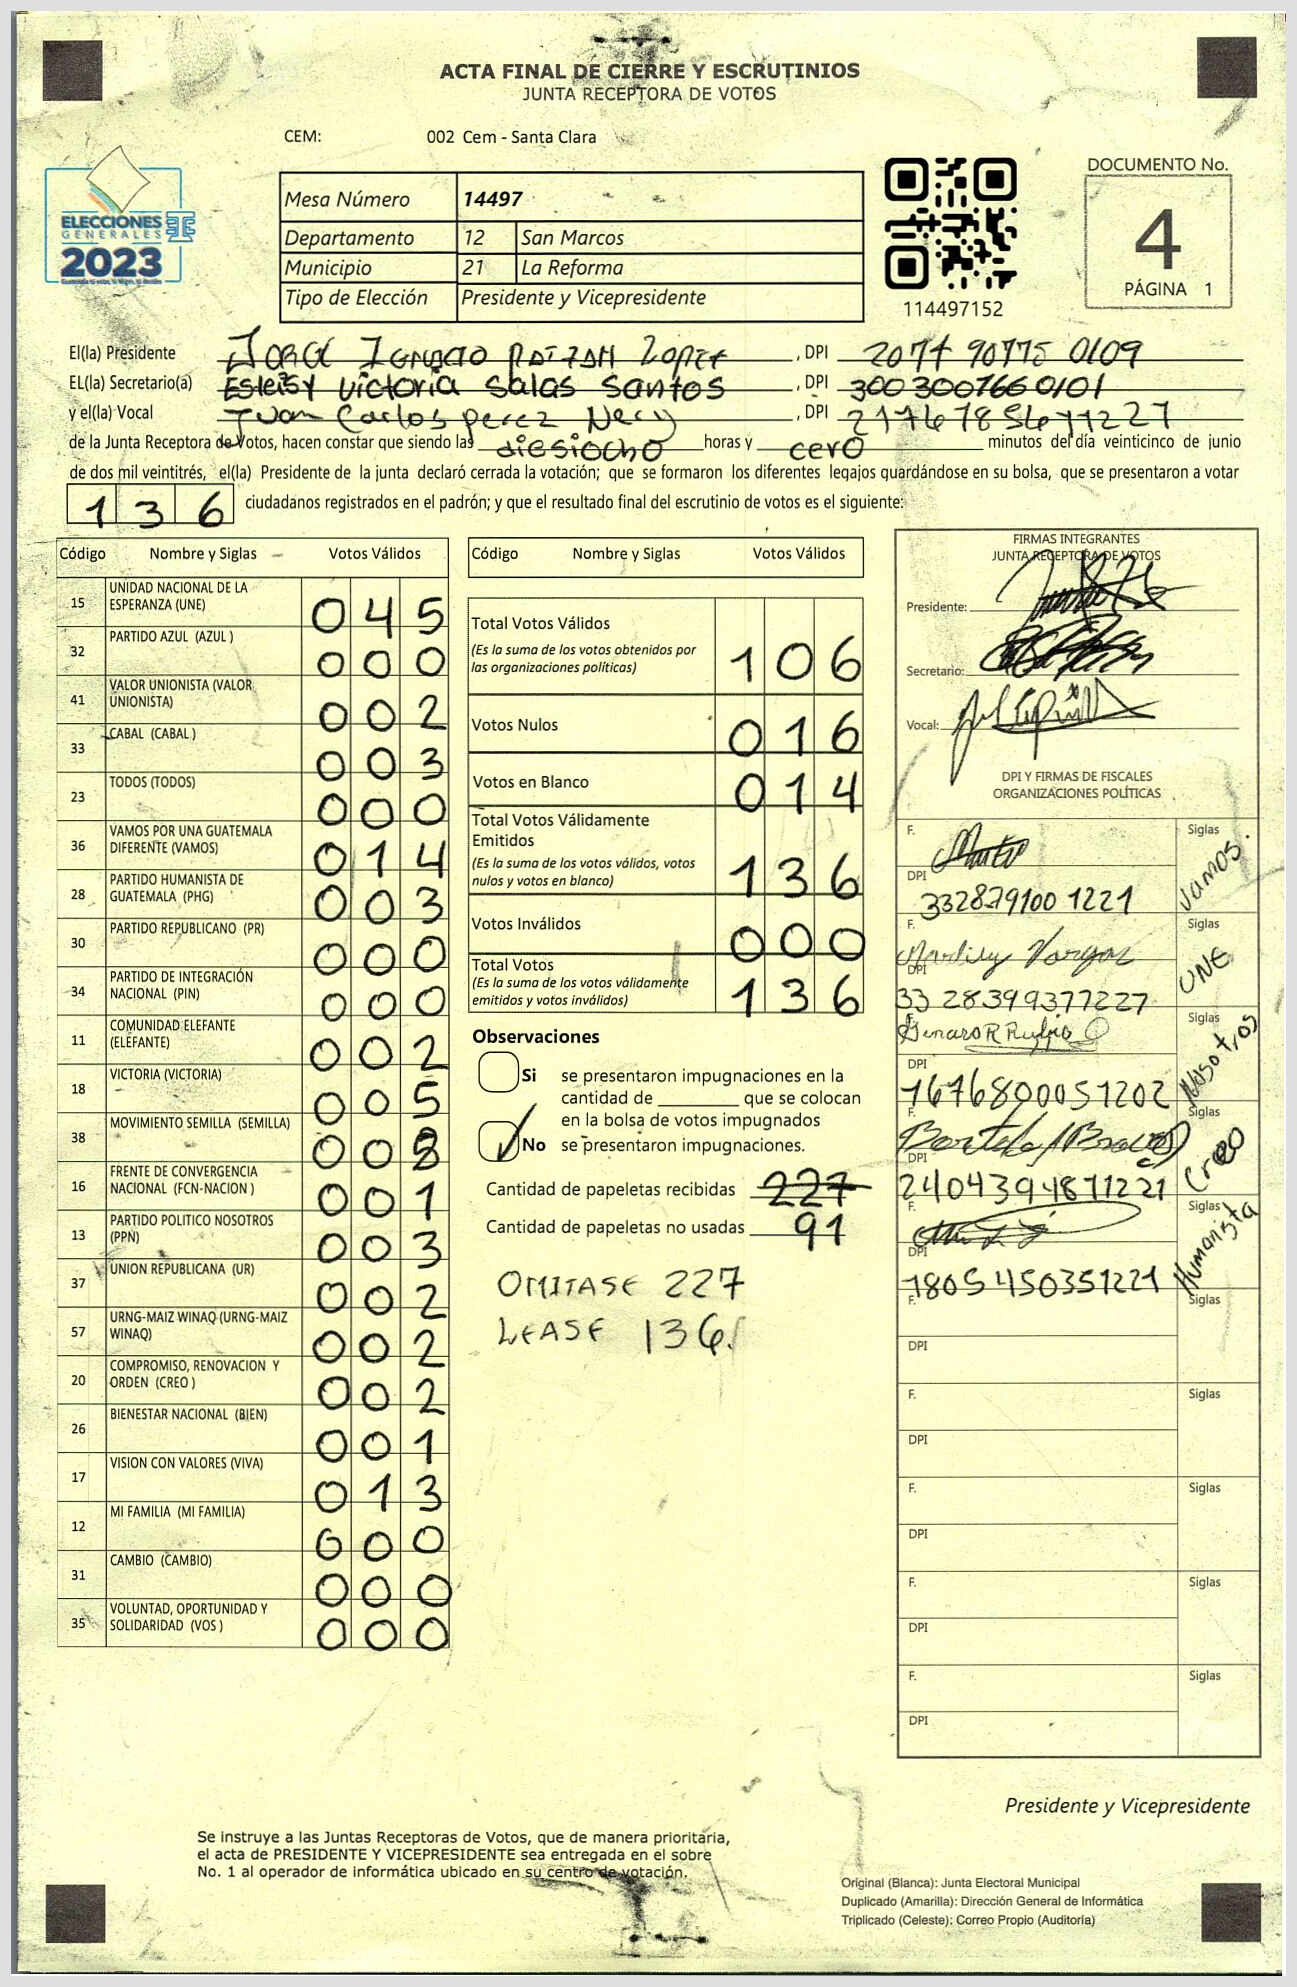 ACTA FINAL DE CIERRE Y ESCRUTINIOS
JUNTA RECEPTORA DE VOTOS
CEM: 002 Cem - Santa Clara
ELECCIONES
GENERALES
2023
Mesa Número 14497
Departamento 12 San Marcos
Municipio 21 La Reforma
Tipo de Elección Presidente y Vicepresidente
114497152
DOCUMENTO No.
4
PÁGINA 1
El(la) Presidente Jorge Ignacio Lopez , DPI 2077 90775 0109
EL(la) Secretario(a) Esleisy Victoria Salas Santos , DPI 300 300766 0101
y el(la) Vocal Juan Carlos perez Nery , DPI
de la Junta Receptora de Votos, hacen constar que siendo las diesiocho horas y cero minutos del día veinticinco de junio
de dos mil veintitrés, el(la) Presidente de la junta declaró cerrada la votación; que se formaron los diferentes legajos guardándose en su bolsa, que se presentaron a votar
136 ciudadanos registrados en el padrón; y que el resultado final del escrutinio de votos es el siguiente:
Código Nombre y Siglas Votos Válidos
15 UNIDAD NACIONAL DE LA
ESPERANZA (UNE) 045
32 PARTIDO AZUL (AZUL ) 000
41 VALOR UNIONISTA (VALOR
UNIONISTA) 002
33 CABAL (CABAL ) 003
23 TODOS (TODOS) 000
36 VAMOS POR UNA GUATEMALA
DIFERENTE (VAMOS) 014
28 PARTIDO HUMANISTA DE
GUATEMALA (PHG) 003
30 PARTIDO REPUBLICANO (PR) 000
34 PARTIDO DE INTEGRACIÓN
NACIONAL (PIN) 000
11 COMUNIDAD ELEFANTE
(ELEFANTE) 002
18 VICTORIA (VICTORIA) 005
38 MOVIMIENTO SEMILLA (SEMILLA) 008
16 FRENTE DE CONVERGENCIA
NACIONAL (FCN-NACION ) 001
13 PARTIDO POLITICO NOSOTROS
(PPN) 003
37 UNION REPUBLICANA (UR) 002
57 URNG-MAIZ WINAQ (URNG-MAIZ
WINAQ) 002
20 COMPROMISO, RENOVACION Y
ORDEN (CREO ) 002
26 BIENESTAR NACIONAL (BIEN) 001
17 VISION CON VALORES (VIVA) 013
12 MI FAMILIA (MI FAMILIA) 000
31 CAMBIO (CAMBIO) 000
35 VOLUNTAD, OPORTUNIDAD Y
SOLIDARIDAD (VOS ) 000
Código Nombre y Siglas Votos Válidos
Total Votos Válidos
(Es la suma de los votos obtenidos por
las organizaciones políticas) 106
Votos Nulos 016
Votos en Blanco 014
Total Votos Válidamente
Emitidos
(Es la suma de los votos válidos, votos
nulos y votos en blanco) 136
Votos Inválidos 000
Total Votos
(Es la suma de los votos válidamente
emitidos y votos inválidos) 136
Observaciones
Si se presentaron impugnaciones en la
cantidad de ________ que se colocan
en la bolsa de votos impugnados
No se presentaron impugnaciones.
Cantidad de papeletas recibidas 227
Cantidad de papeletas no usadas 91
OMITASE 227
LEASE 136.
FIRMAS INTEGRANTES
JUNTA RECEPTORA DE VOTOS
Presidente:
Secretario:
Vocal:
DPI Y FIRMAS DE FISCALES
ORGANIZACIONES POLÍTICAS
F. Siglas
Vamos.
DPI
332879100 1221
F. Siglas
Vargas
UNE
DPI
33 28399377227
F. Siglas
Genaro R Rubio O
Nosotros
DPI
1676800051202
F. Siglas
Creo
DPI
2404394871221
F. Siglas
Humanista
DPI
1805450351221
F. Siglas
DPI
F. Siglas
DPI
F. Siglas
DPI
F. Siglas
DPI
F. Siglas
DPI
Presidente y Vicepresidente
Se instruye a las Juntas Receptoras de Votos, que de manera prioritaria,
el acta de PRESIDENTE Y VICEPRESIDENTE sea entregada en el sobre
No. 1 al operador de informática ubicado en su centro de votación.
Original (Blanca): Junta Electoral Municipal
Duplicado (Amarilla): Dirección General de Informática
Triplicado (Celeste): Correo Propio (Auditoría)